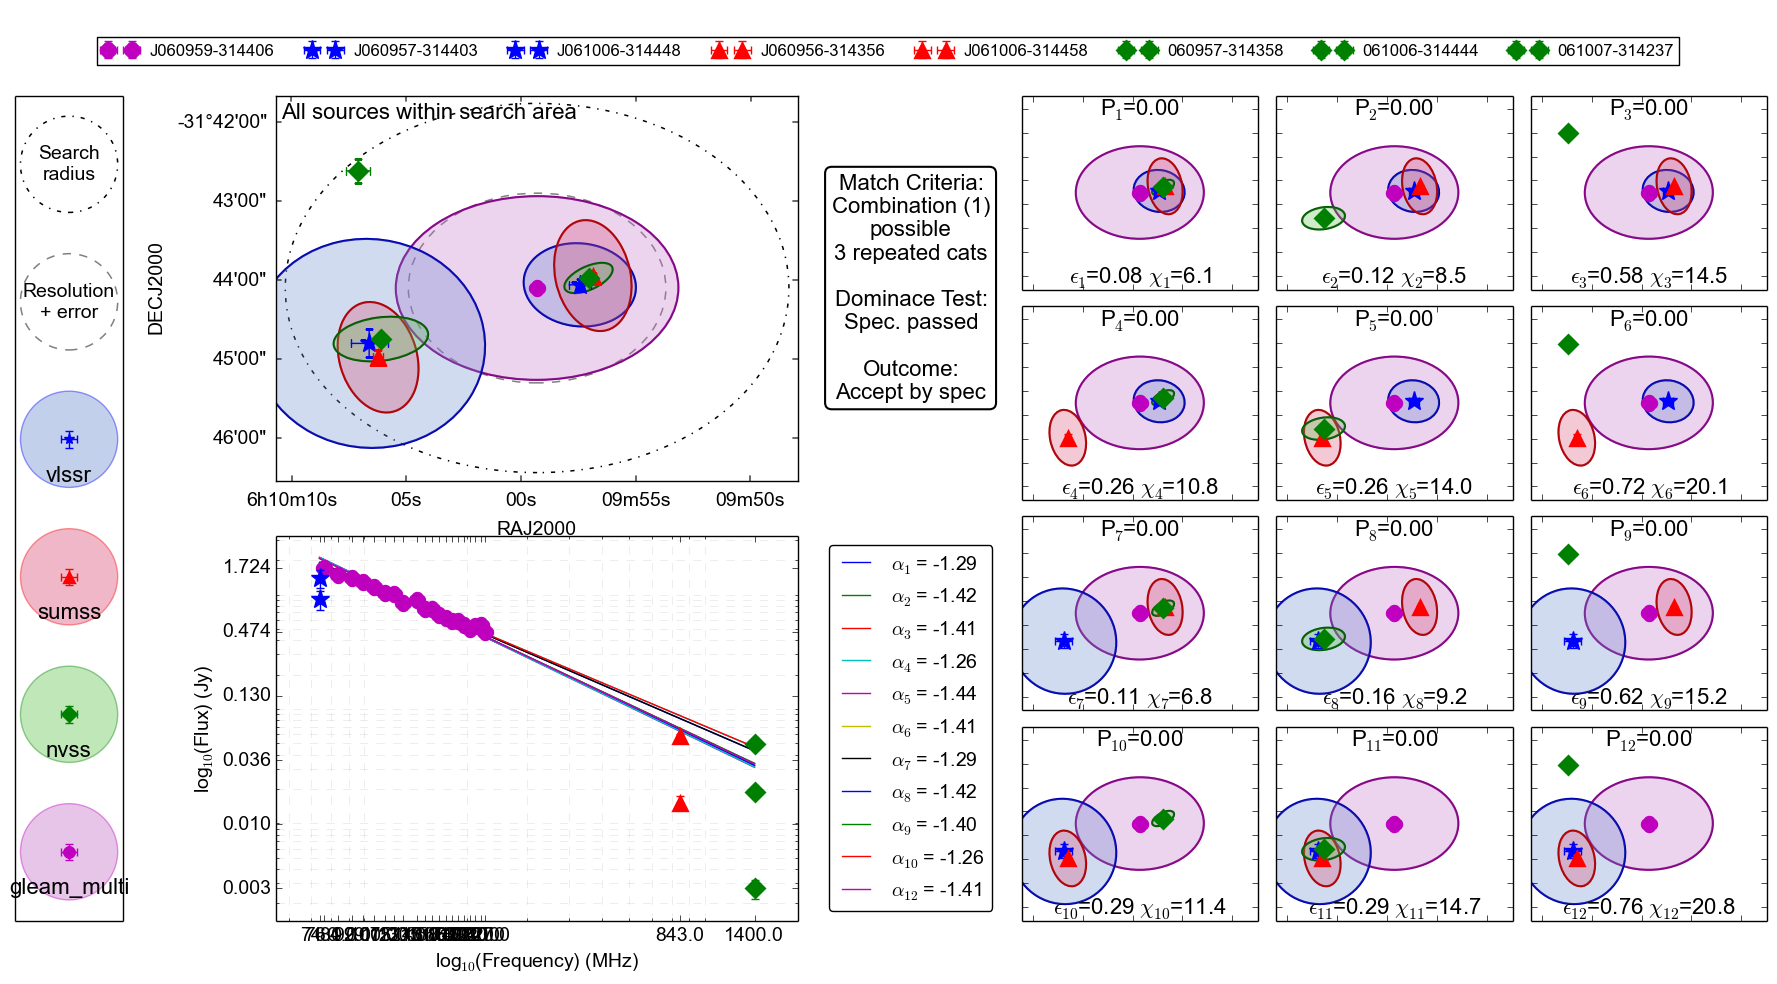 J060959-314406 J060957-314403 J061006-314448 J060956-314356 J061006-314458 060957-314358 061006-314444 061007-314237
Search
radius
Resolution
+ error
vlssr
sumss
nvss
gleam_multi
All sources within search area
DECJ2000
-31°42'00"
43'00"
44'00"
45'00"
46'00"
6h10m10s 05s 00s 09m55s 09m50s
RAJ2000
Match Criteria:
Combination (1)
possible
3 repeated cats
Dominace Test:
Spec. passed
Outcome:
Accept by spec
log₁₀(Flux) (Jy)
1.724
0.474
0.130
0.036
0.010
0.003
843.0 1400.0
log₁₀(Frequency) (MHz)
α₁ = -1.29
α₂ = -1.42
α₃ = -1.41
α₄ = -1.26
α₅ = -1.44
α₆ = -1.41
α₇ = -1.29
α₈ = -1.42
α₉ = -1.40
α₁₀ = -1.26
α₁₂ = -1.41
P₁=0.00
ϵ₁=0.08 χ₁=6.1
P₂=0.00
ϵ₂=0.12 χ₂=8.5
P₃=0.00
ϵ₃=0.58 χ₃=14.5
P₄=0.00
ϵ₄=0.26 χ₄=10.8
P₅=0.00
ϵ₅=0.26 χ₅=14.0
P₆=0.00
ϵ₆=0.72 χ₆=20.1
P₇=0.00
ϵ₇=0.11 χ₇=6.8
P₈=0.00
ϵ₈=0.16 χ₈=9.2
P₉=0.00
ϵ₉=0.62 χ₉=15.2
P₁₀=0.00
ϵ₁₀=0.29 χ₁₀=11.4
P₁₁=0.00
ϵ₁₁=0.29 χ₁₁=14.7
P₁₂=0.00
ϵ₁₂=0.76 χ₁₂=20.8